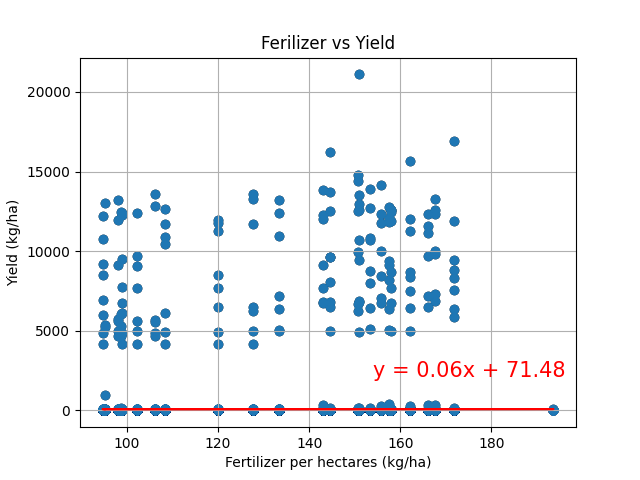 Ferilizer vs Yield
Yield (kg/ha)
20000
15000
10000
5000
0
y = 0.06x + 71.48
100 120 140 160 180
Fertilizer per hectares (kg/ha)